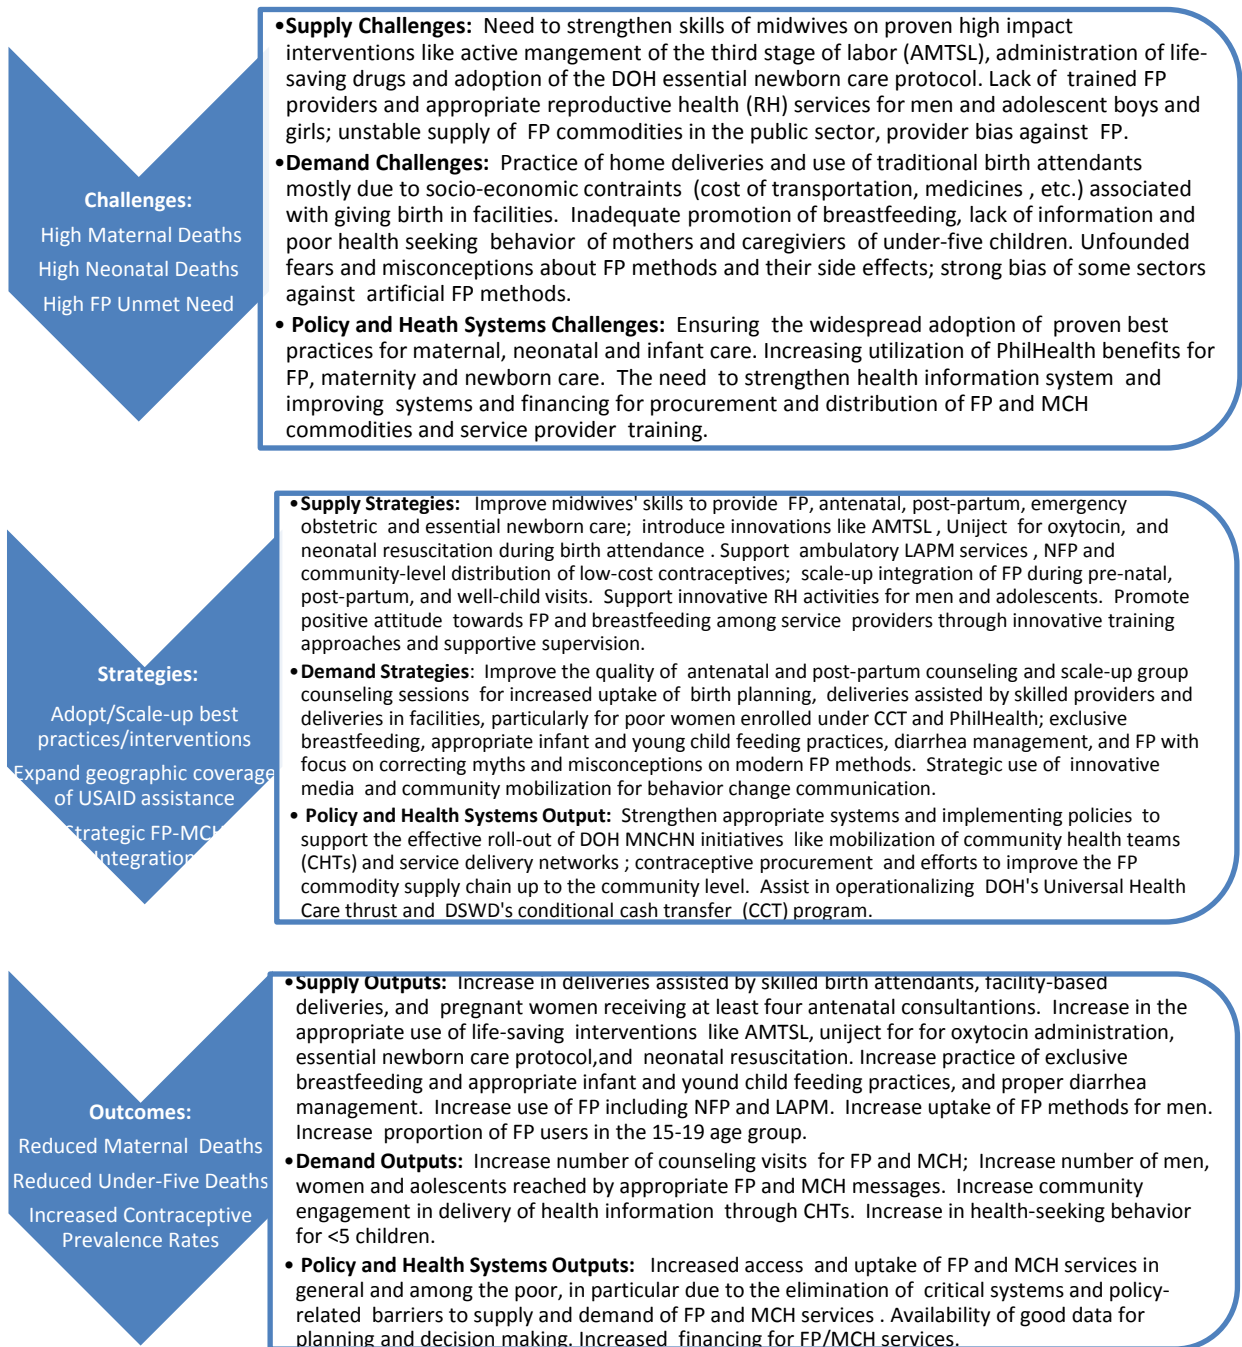 Challenges:
High Maternal Deaths
High Neonatal Deaths
High FP Unmet Need
•Supply Challenges: Need to strengthen skills of midwives on proven high impact
interventions like active mangement of the third stage of labor (AMTSL), administration of life-
saving drugs and adoption of the DOH essential newborn care protocol. Lack of trained FP
providers and appropriate reproductive health (RH) services for men and adolescent boys and
girls; unstable supply of FP commodities in the public sector, provider bias against FP.
•Demand Challenges: Practice of home deliveries and use of traditional birth attendants
mostly due to socio-economic contraints (cost of transportation, medicines , etc.) associated
with giving birth in facilities. Inadequate promotion of breastfeeding, lack of information and
poor health seeking behavior of mothers and caregiviers of under-five children. Unfounded
fears and misconceptions about FP methods and their side effects; strong bias of some sectors
against artificial FP methods.
• Policy and Heath Systems Challenges: Ensuring the widespread adoption of proven best
practices for maternal, neonatal and infant care. Increasing utilization of PhilHealth benefits for
FP, maternity and newborn care. The need to strengthen health information system and
improving systems and financing for procurement and distribution of FP and MCH
commodities and service provider training.
Strategies:
Adopt/Scale-up best
practices/interventions
Expand geographic coverage
of USAID assistance
Strategic FP-MCH
Integration
•Supply Strategies: Improve midwives' skills to provide FP, antenatal, post-partum, emergency
obstetric and essential newborn care; introduce innovations like AMTSL , Uniject for oxytocin, and
neonatal resuscitation during birth attendance . Support ambulatory LAPM services , NFP and
community-level distribution of low-cost contraceptives; scale-up integration of FP during pre-natal,
post-partum, and well-child visits. Support innovative RH activities for men and adolescents. Promote
positive attitude towards FP and breastfeeding among service providers through innovative training
approaches and supportive supervision.
•Demand Strategies: Improve the quality of antenatal and post-partum counseling and scale-up group
counseling sessions for increased uptake of birth planning, deliveries assisted by skilled providers and
deliveries in facilities, particularly for poor women enrolled under CCT and PhilHealth; exclusive
breastfeeding, appropriate infant and young child feeding practices, diarrhea management, and FP with
focus on correcting myths and misconceptions on modern FP methods. Strategic use of innovative
media and community mobilization for behavior change communication.
• Policy and Health Systems Output: Strengthen appropriate systems and implementing policies to
support the effective roll-out of DOH MNCHN initiatives like mobilization of community health teams
(CHTs) and service delivery networks ; contraceptive procurement and efforts to improve the FP
commodity supply chain up to the community level. Assist in operationalizing DOH's Universal Health
Care thrust and DSWD's conditional cash transfer (CCT) program.
Outcomes:
Reduced Maternal Deaths
Reduced Under-Five Deaths
Increased Contraceptive
Prevalence Rates
•Supply Outputs: Increase in deliveries assisted by skilled birth attendants, facility-based
deliveries, and pregnant women receiving at least four antenatal consultantions. Increase in the
appropriate use of life-saving interventions like AMTSL, uniject for for oxytocin administration,
essential newborn care protocol,and neonatal resuscitation. Increase practice of exclusive
breastfeeding and appropriate infant and yound child feeding practices, and proper diarrhea
management. Increase use of FP including NFP and LAPM. Increase uptake of FP methods for men.
Increase proportion of FP users in the 15-19 age group.
•Demand Outputs: Increase number of counseling visits for FP and MCH; Increase number of men,
women and aolescents reached by appropriate FP and MCH messages. Increase community
engagement in delivery of health information through CHTs. Increase in health-seeking behavior
for <5 children.
• Policy and Health Systems Outputs: Increased access and uptake of FP and MCH services in
general and among the poor, in particular due to the elimination of critical systems and policy-
related barriers to supply and demand of FP and MCH services . Availability of good data for
planning and decision making. Increased financing for FP/MCH services.